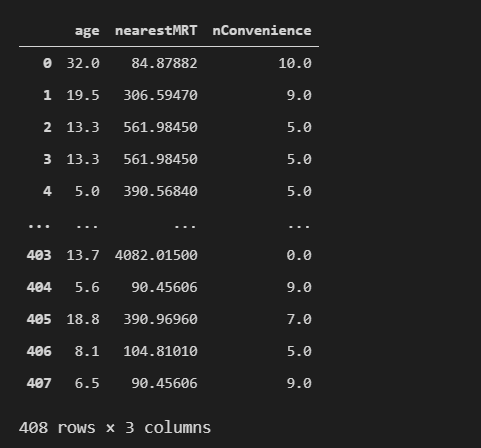 age nearestMRT nConvenience
0 32.0 84.87882 10.0
1 19.5 306.59470 9.0
2 13.3 561.98450 5.0
3 13.3 561.98450 5.0
4 5.0 390.56840 5.0
... ... ... ...
403 13.7 4082.01500 0.0
404 5.6 90.45606 9.0
405 18.8 390.96960 7.0
406 8.1 104.81010 5.0
407 6.5 90.45606 9.0
408 rows × 3 columns